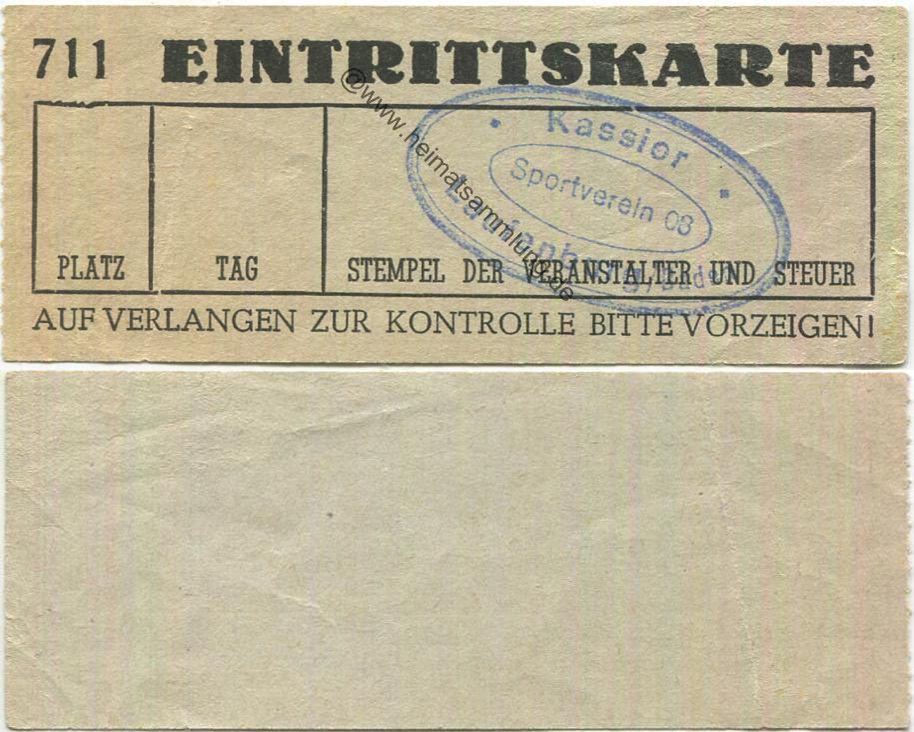 711 EINTRITTSKARTE
©www.heimatsammlung.de
Kassier
Sportverein 08
PLATZ
TAG
STEMPEL DER VERANSTALTER UND STEUER
AUF VERLANGEN ZUR KONTROLLE BITTE VORZEIGEN!